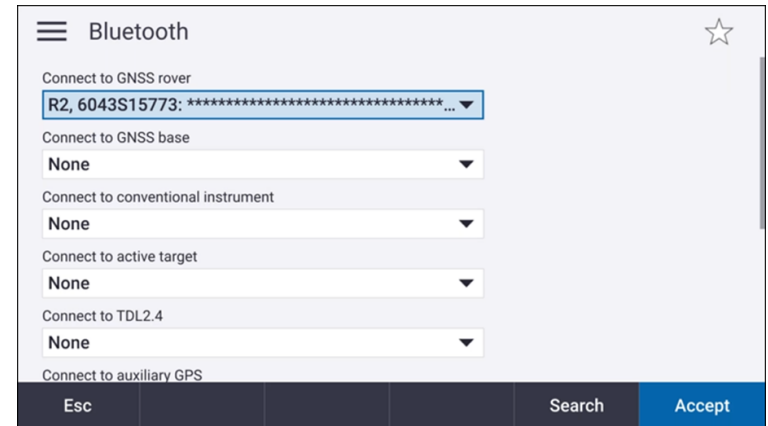 Bluetooth
Connect to GNSS rover
R2, 6043S15773: *********************************...
Connect to GNSS base
None
Connect to conventional instrument
None
Connect to active target
None
Connect to TDL2.4
None
Connect to auxiliary GPS
Esc Search Accept